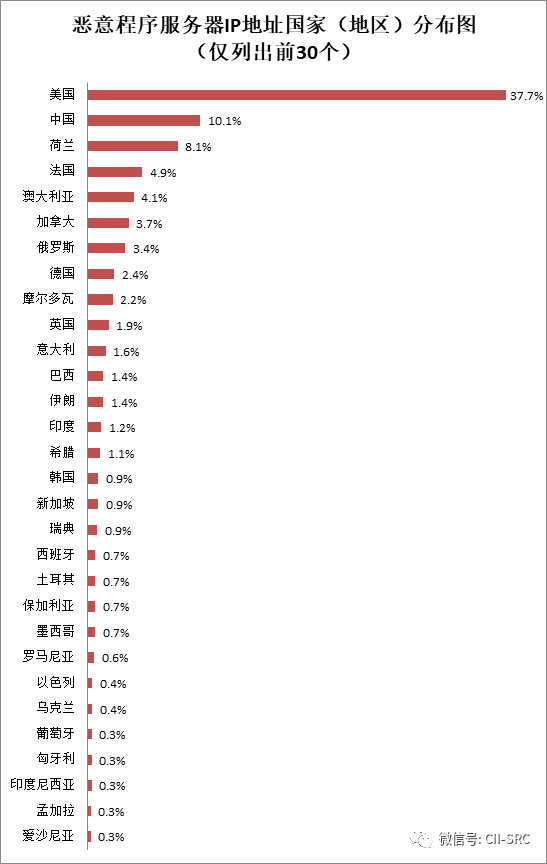 恶意程序服务器IP地址国家（地区）分布图
（仅列出前30个）
美国 37.7%
中国 10.1%
荷兰 8.1%
法国 4.9%
澳大利亚 4.1%
加拿大 3.7%
俄罗斯 3.4%
德国 2.4%
摩尔多瓦 2.2%
英国 1.9%
意大利 1.6%
巴西 1.4%
伊朗 1.4%
印度 1.2%
希腊 1.1%
韩国 0.9%
新加坡 0.9%
瑞典 0.9%
西班牙 0.7%
土耳其 0.7%
保加利亚 0.7%
墨西哥 0.7%
罗马尼亚 0.6%
以色列 0.4%
乌克兰 0.4%
葡萄牙 0.3%
匈牙利 0.3%
印度尼西亚 0.3%
孟加拉 0.3%
爱沙尼亚 0.3%
微信号: CII-SRC